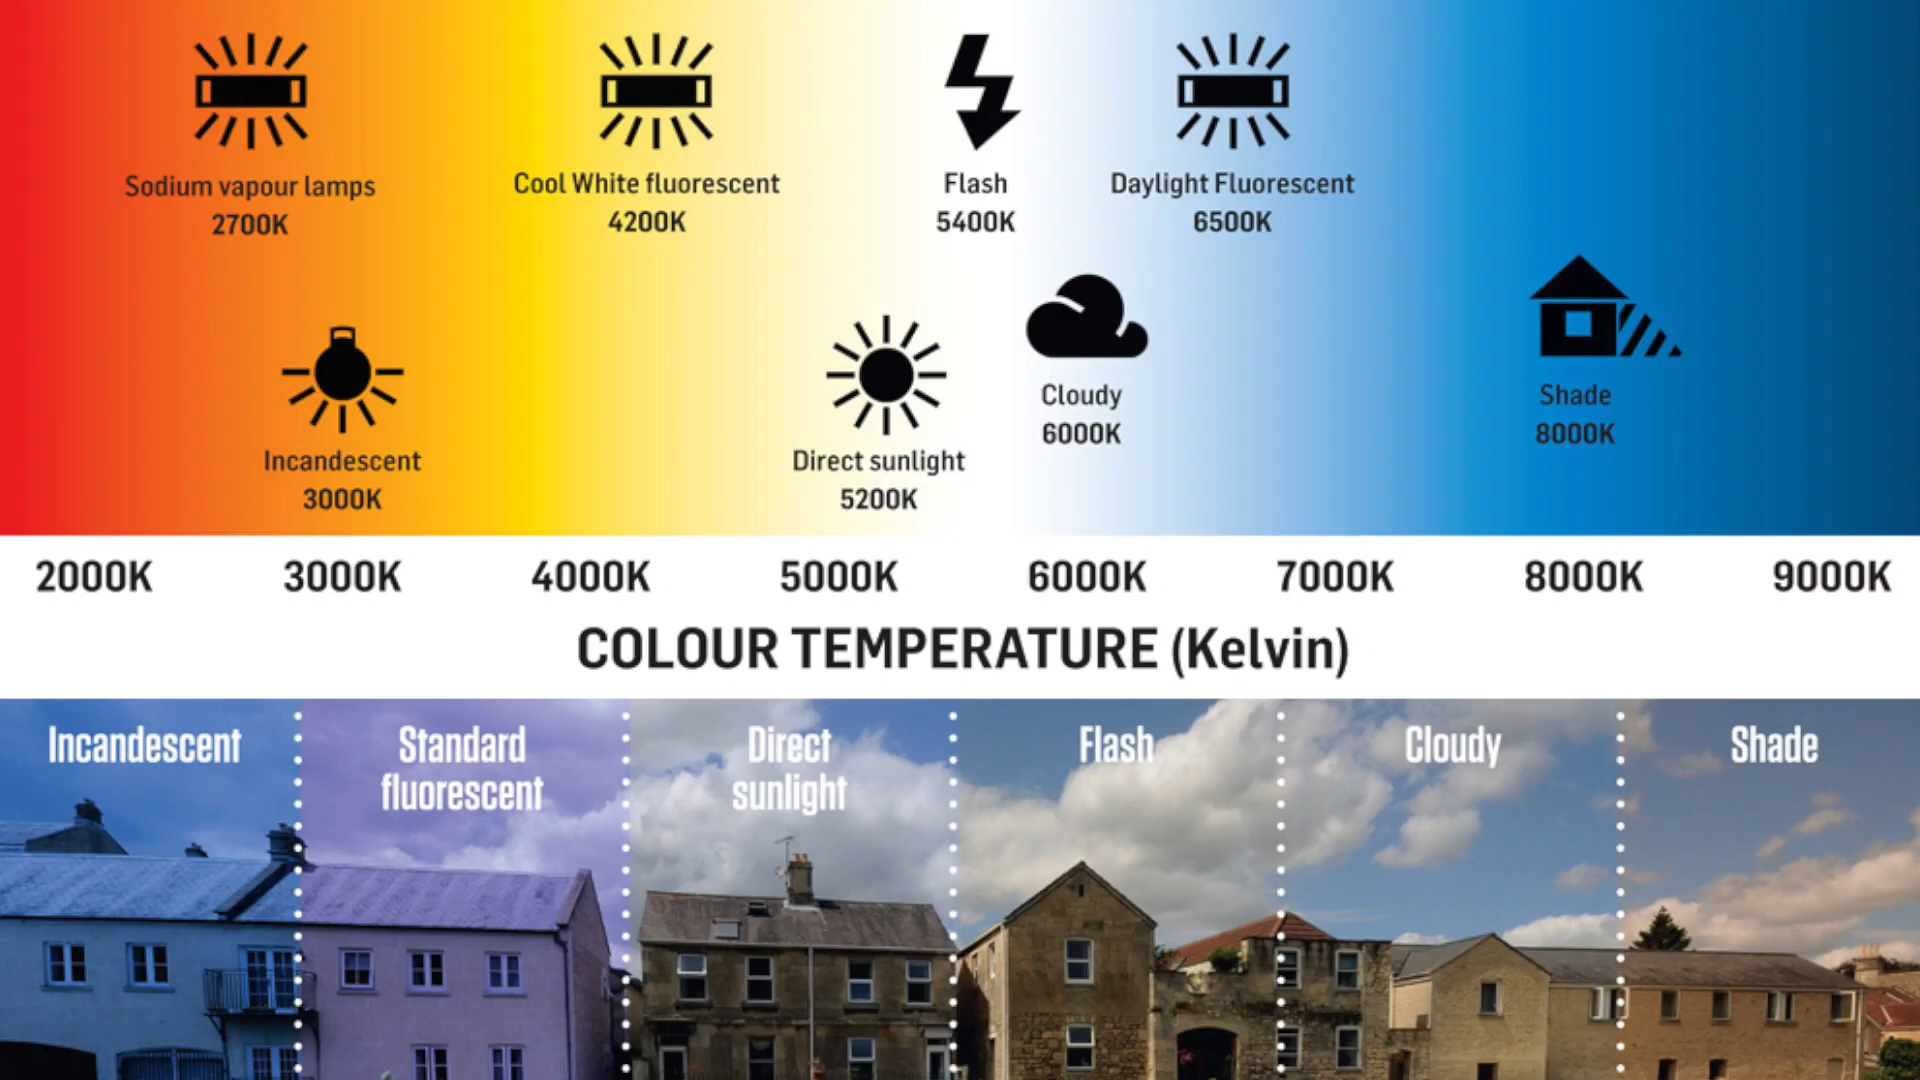 Sodium vapour lamps
2700K
Cool White fluorescent
4200K
Flash
5400K
Daylight Fluorescent
6500K
Incandescent
3000K
Direct sunlight
5200K
Cloudy
6000K
Shade
8000K
2000K 3000K 4000K 5000K 6000K 7000K 8000K 9000K
COLOUR TEMPERATURE (Kelvin)
Incandescent
Standard
fluorescent
Direct
sunlight
Flash
Cloudy
Shade